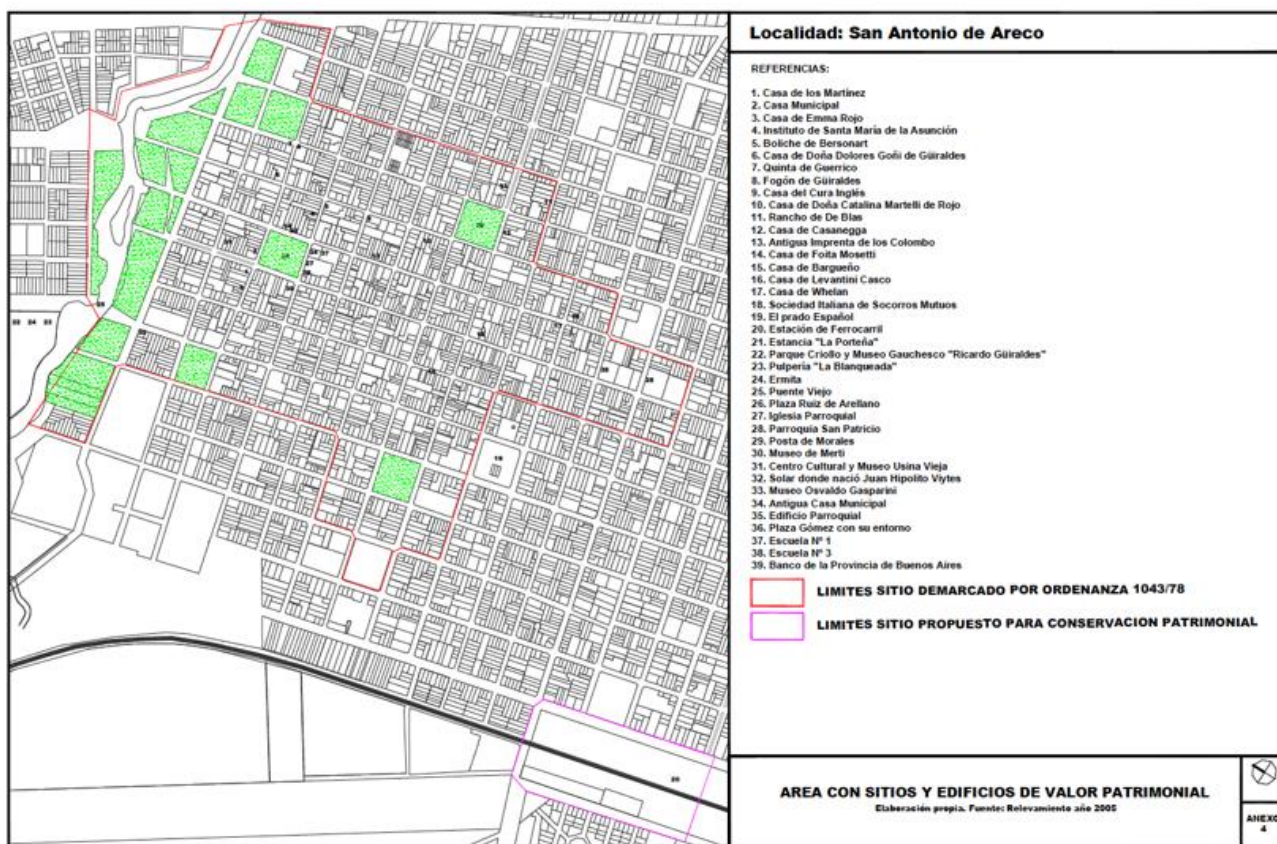 Localidad: San Antonio de Areco
REFERENCIAS:
1. Casa de los Martinez
2. Casa Municipal
3. Casa de Emma Rojo
4. Instituto de Santa María de la Asunción
5. Boliche de Bersonart
6. Casa de Doña Dolores Goñi de Güiraldes
7. Quinta de Guerrico
8. Fogón de Güiraldes
9. Casa del Cura Inglés
10. Casa de Doña Catalina Martelli de Rojo
11. Rancho de De Blas
12. Casa de Casanegga
13. Antigua Imprenta de los Colombo
14. Casa de Foita Mosetti
15. Casa de Bargueño
16. Casa de Levantini Casco
17. Casa de Whelan
18. Sociedad Italiana de Socorros Mutuos
19. El prado Español
20. Estación de Ferrocarril
21. Estancia "La Porteña"
22. Parque Criollo y Museo Gauchesco "Ricardo Güiraldes"
23. Pulpería "La Blanqueada"
24. Ermita
25. Puente Viejo
26. Plaza Ruiz de Arellano
27. Iglesia Parroquial
28. Parroquia San Patricio
29. Posta de Morales
30. Museo de Merti
31. Centro Cultural y Museo Usina Vieja
32. Solar donde nació Juan Hipolito Viytes
33. Museo Osvaldo Gasparini
34. Antigua Casa Municipal
35. Edificio Parroquial
36. Plaza Gómez con su entorno
37. Escuela Nº 1
38. Escuela Nº 3
39. Banco de la Provincia de Buenos Aires
LIMITES SITIO DEMARCADO POR ORDENANZA 1043/78
LIMITES SITIO PROPUESTO PARA CONSERVACION PATRIMONIAL
AREA CON SITIOS Y EDIFICIOS DE VALOR PATRIMONIAL
Elaboración propia. Fuente: Relevamiento año 2005
ANEXO
4